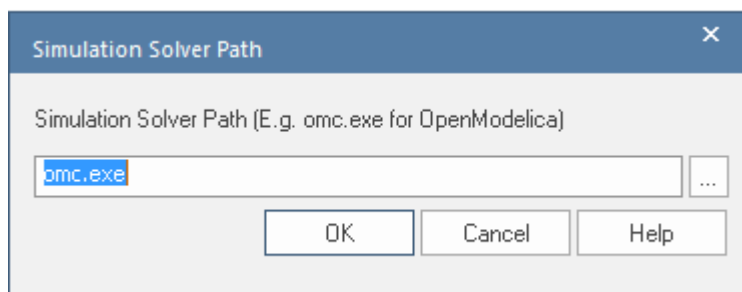 Simulation Solver Path
Simulation Solver Path (E.g. omc.exe for OpenModelica)
omc.exe ...
OK Cancel Help